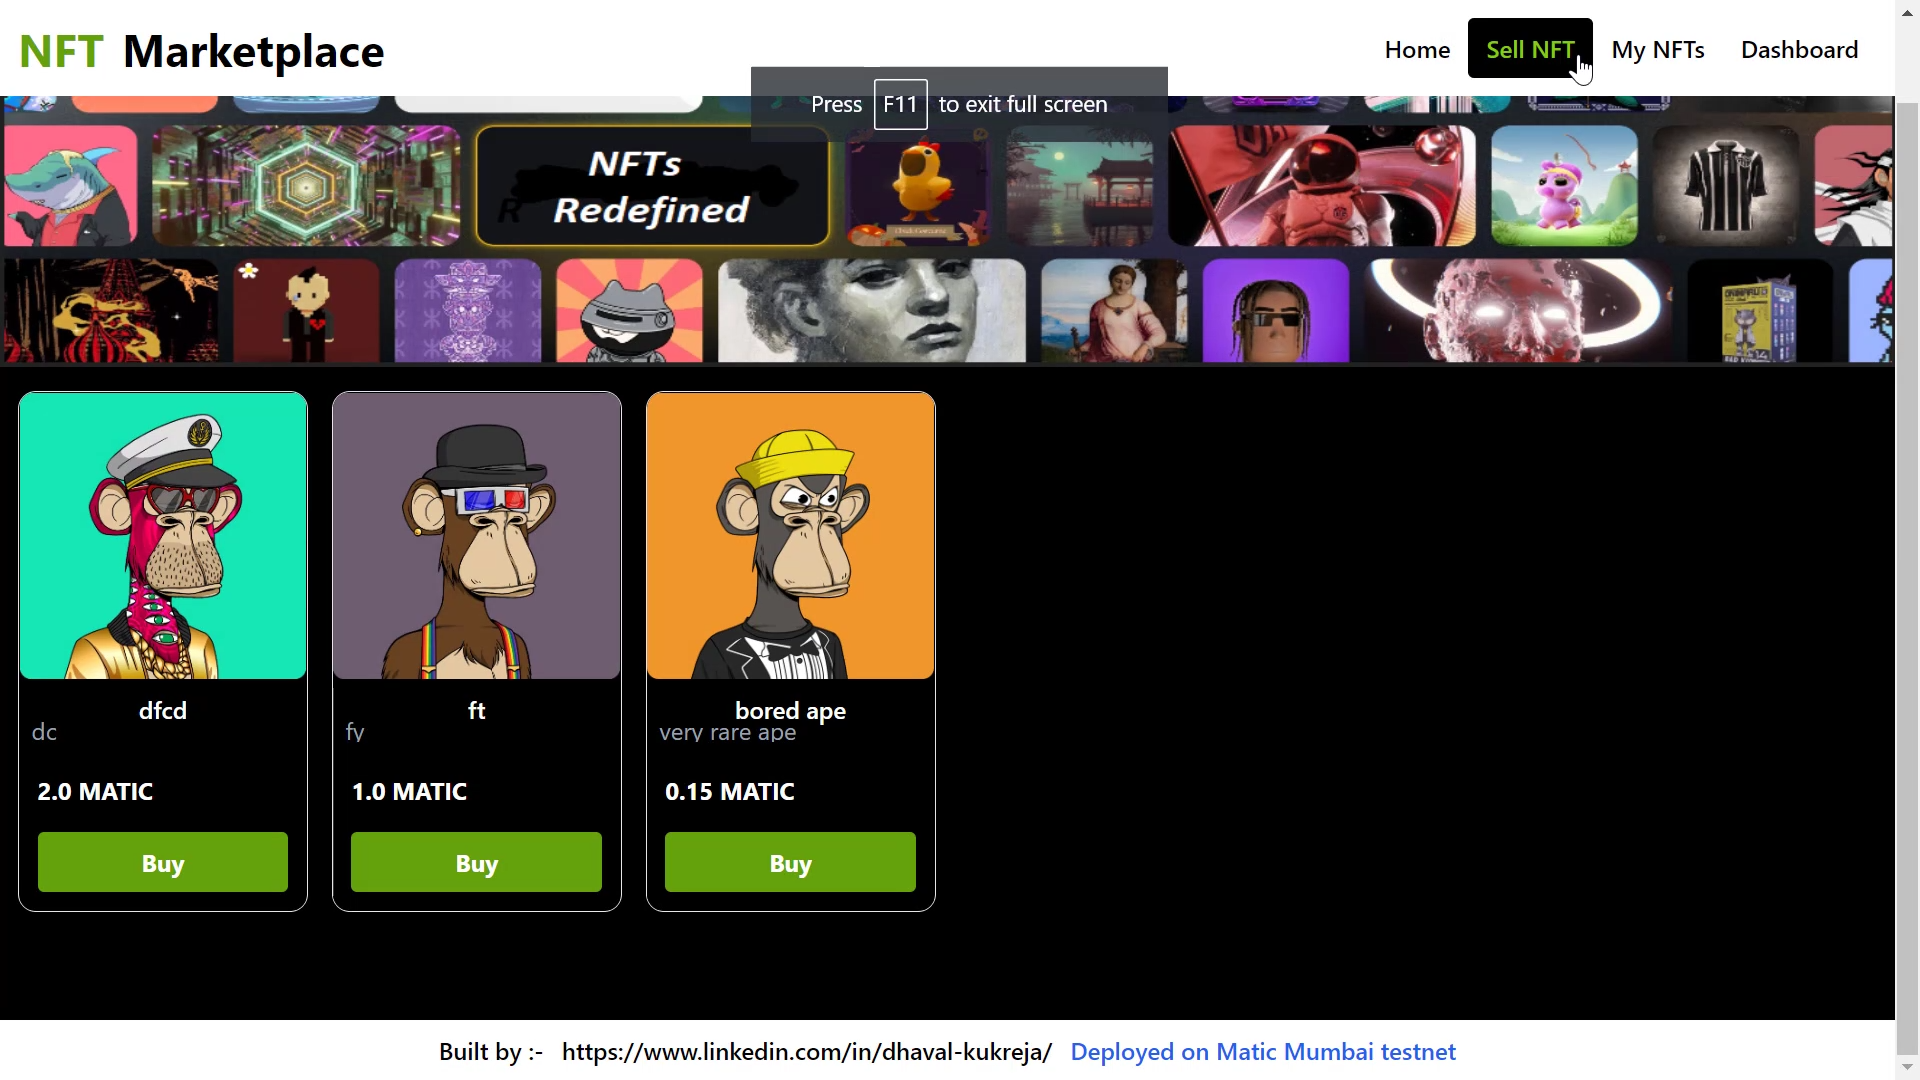 NFT Marketplace
Home Sell NFT My NFTs Dashboard
Press F11 to exit full screen
NFTs
R Redefined
dfcd
dc
2.0 MATIC
Buy
ft
fy
1.0 MATIC
Buy
bored ape
very rare ape
0.15 MATIC
Buy
Built by :- https://www.linkedin.com/in/dhaval-kukreja/ Deployed on Matic Mumbai testnet